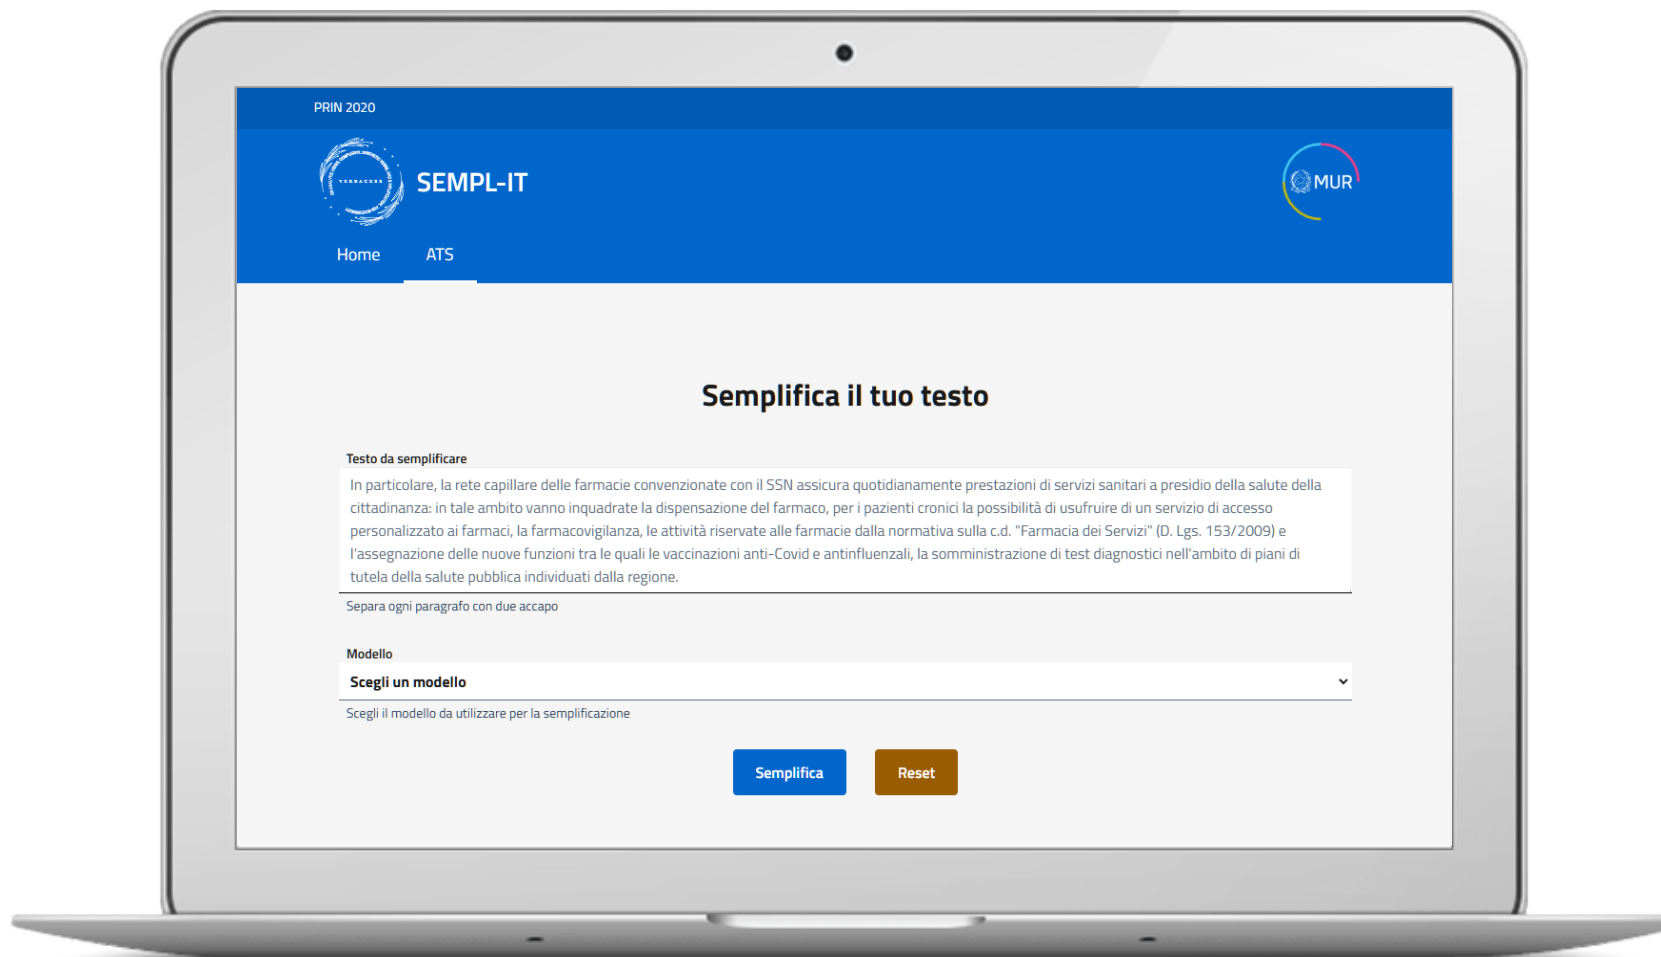 PRIN 2020
VERBACXSS
SEMPL-IT
MUR
Home
ATS
Semplifica il tuo testo
Testo da semplificare
In particolare, la rete capillare delle farmacie convenzionate con il SSN assicura quotidianamente prestazioni di servizi sanitari a presidio della salute della
cittadinanza: in tale ambito vanno inquadrate la dispensazione del farmaco, per i pazienti cronici la possibilità di usufruire di un servizio di accesso
personalizzato ai farmaci, la farmacovigilanza, le attività riservate alle farmacie dalla normativa sulla c.d. "Farmacia dei Servizi" (D. Lgs. 153/2009) e
l'assegnazione delle nuove funzioni tra le quali le vaccinazioni anti-Covid e antinfluenzali, la somministrazione di test diagnostici nell'ambito di piani di
tutela della salute pubblica individuati dalla regione.
Separa ogni paragrafo con due accapo
Modello
Scegli un modello
Scegli il modello da utilizzare per la semplificazione
Semplifica
Reset